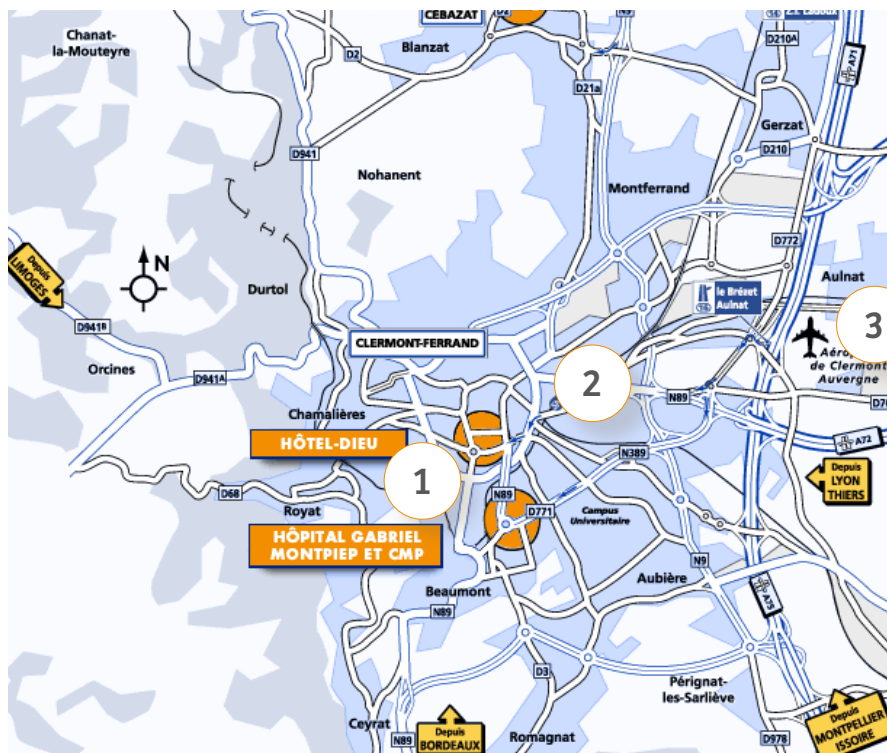 CEBAZAT
D2
N9
Z.I. Ladoux
Chanat-
la-Mouteyre
D2
Blanzat
D210A
A71
D21a
Gerzat
D210
D941
Nohanent
Montferrand
N
D772
Depuis
LIMOGES
Durtol
le Brézet
Aulnat
Aulnat
3
D941B
CLERMONT-FERRAND
de Clermont
Auvergne
Orcines
D941A
2
N89
Chamalières
HÔTEL-DIEU
A72
N389
1
Depuis
LYON
THIERS
D68
N89
Royat
D771
Campus
Universitaire
HÔPITAL GABRIEL
MONTPIEP ET CMP
N9
Aubière
Beaumont
A75
N89
D3
Pérignat-
les-Sarliève
Ceyrat
Depuis
MONTPELLIER
ISSOIRE
N89
Depuis
BORDEAUX
Romagnat
D978